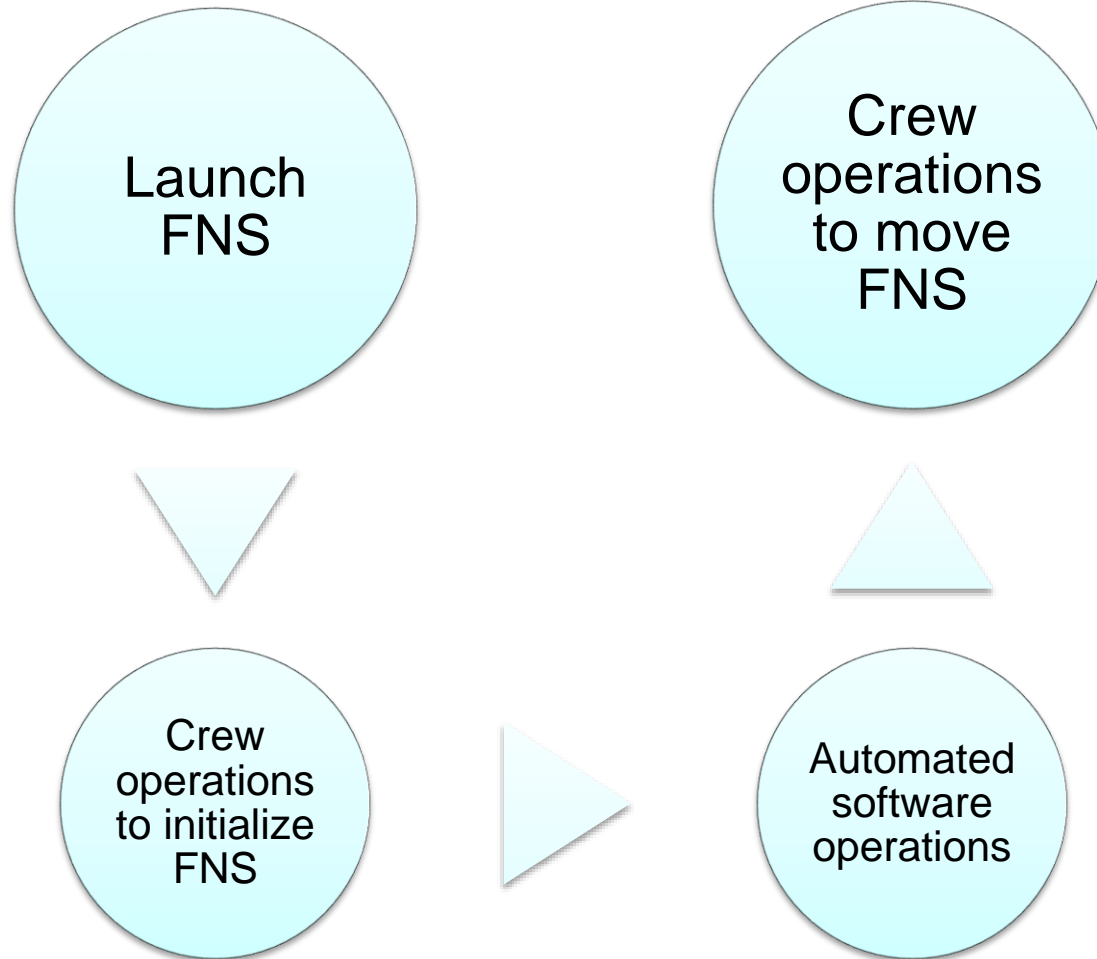 Launch
FNS
Crew
operations
to initialize
FNS
Automated
software
operations
Crew
operations
to move
FNS